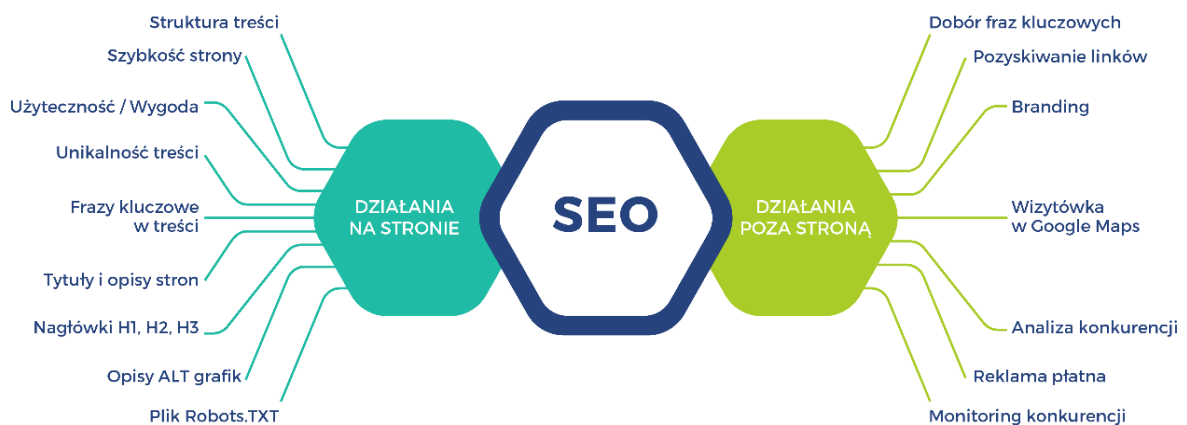 Struktura treści
Szybkość strony
Użyteczność / Wygoda
Unikalność treści
Frazy kluczowe
w treści
Tytuły i opisy stron
Nagłówki H1, H2, H3
Opisy ALT grafik
Plik Robots.TXT
DZIAŁANIA
NA STRONIE
SEO
DZIAŁANIA
POZA STRONĄ
Dobór fraz kluczowych
Pozyskiwanie linków
Branding
Wizytówka
w Google Maps
Analiza konkurencji
Reklama płatna
Monitoring konkurencji